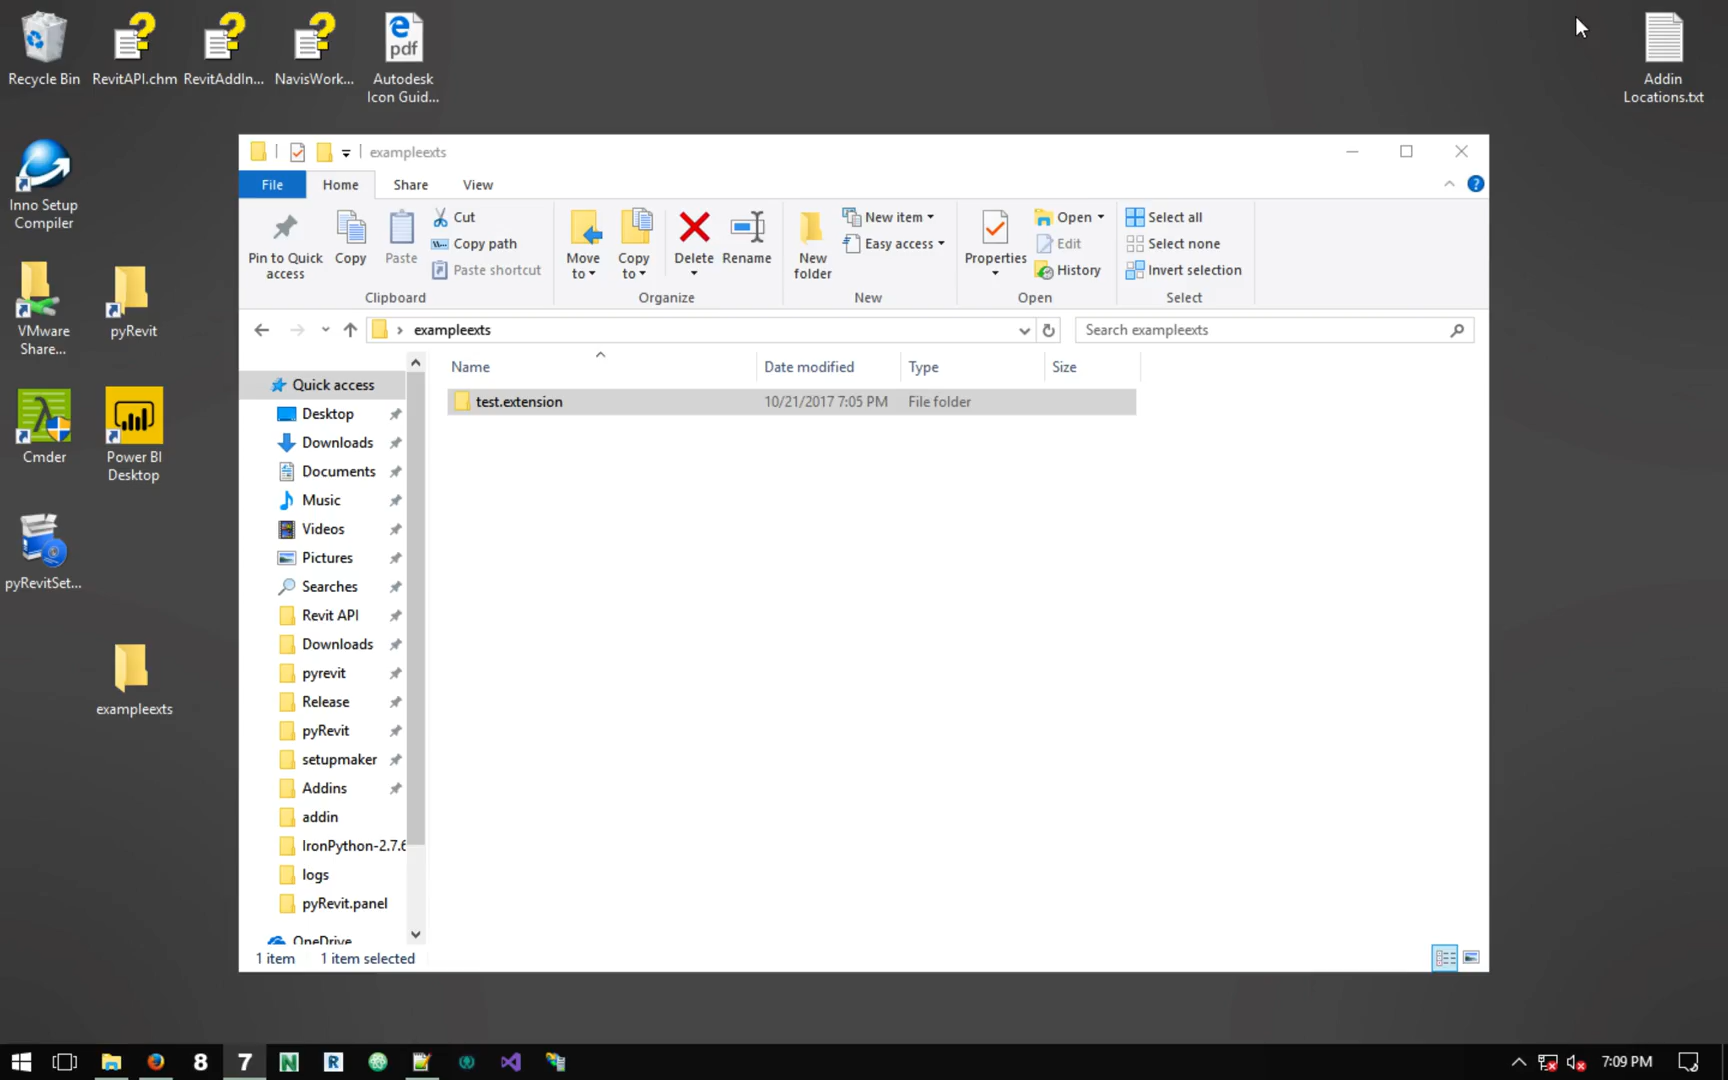 Recycle Bin
RevitAPI.chm
RevitAddIn...
NavisWork...
Autodesk
Icon Guid...
Addin
Locations.txt
Inno Setup
Compiler
VMware
Share...
pyRevit
Cmder
Power BI
Desktop
pyRevitSet...
exampleexts
exampleexts
File
Home
Share
View
Pin to Quick
access
Copy
Paste
Cut
Copy path
Paste shortcut
Clipboard
Move
to
Copy
to
Delete
Rename
Organize
New
folder
New item
Easy access
New
Properties
Open
Edit
History
Open
Select all
Select none
Invert selection
Select
exampleexts
Search exampleexts
Name
Date modified
Type
Size
test.extension
10/21/2017 7:05 PM
File folder
Quick access
Desktop
Downloads
Documents
Music
Videos
Pictures
Searches
Revit API
Downloads
pyrevit
Release
pyRevit
setupmaker
Addins
addin
IronPython-2.7.6
logs
pyRevit.panel
OneDrive
1 item
1 item selected
8
7
N
R
7:09 PM